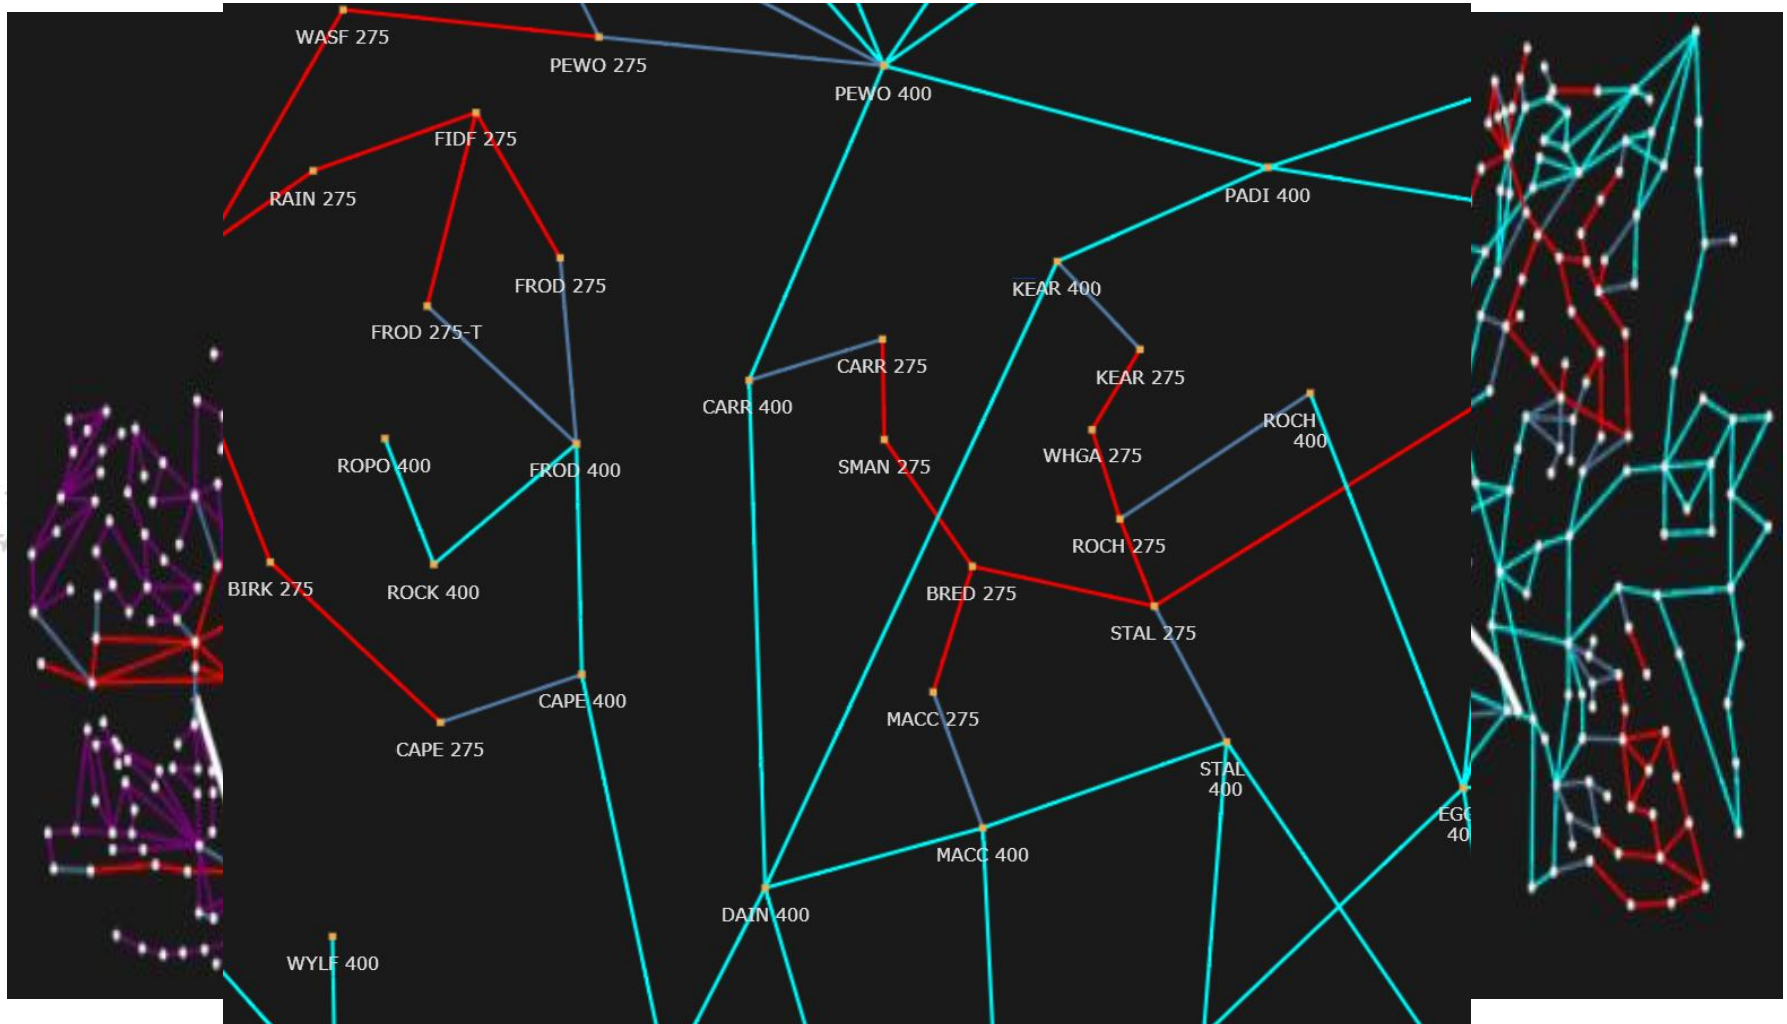 WASF 275
PEWO 275
PEWO 400
FIDF 275
RAIN 275
PADI 400
FROD 275
KEAR 400
FROD 275-T
CARR 275
KEAR 275
CARR 400
ROCH
400
ROPO 400
FROD 400
SMAN 275
WHGA 275
ROCH 275
BIRK 275
ROCK 400
BRED 275
STAL 275
CAPE 400
MACC 275
CAPE 275
STAL
400
EGG
40
MACC 400
DAIN 400
WYLF 400